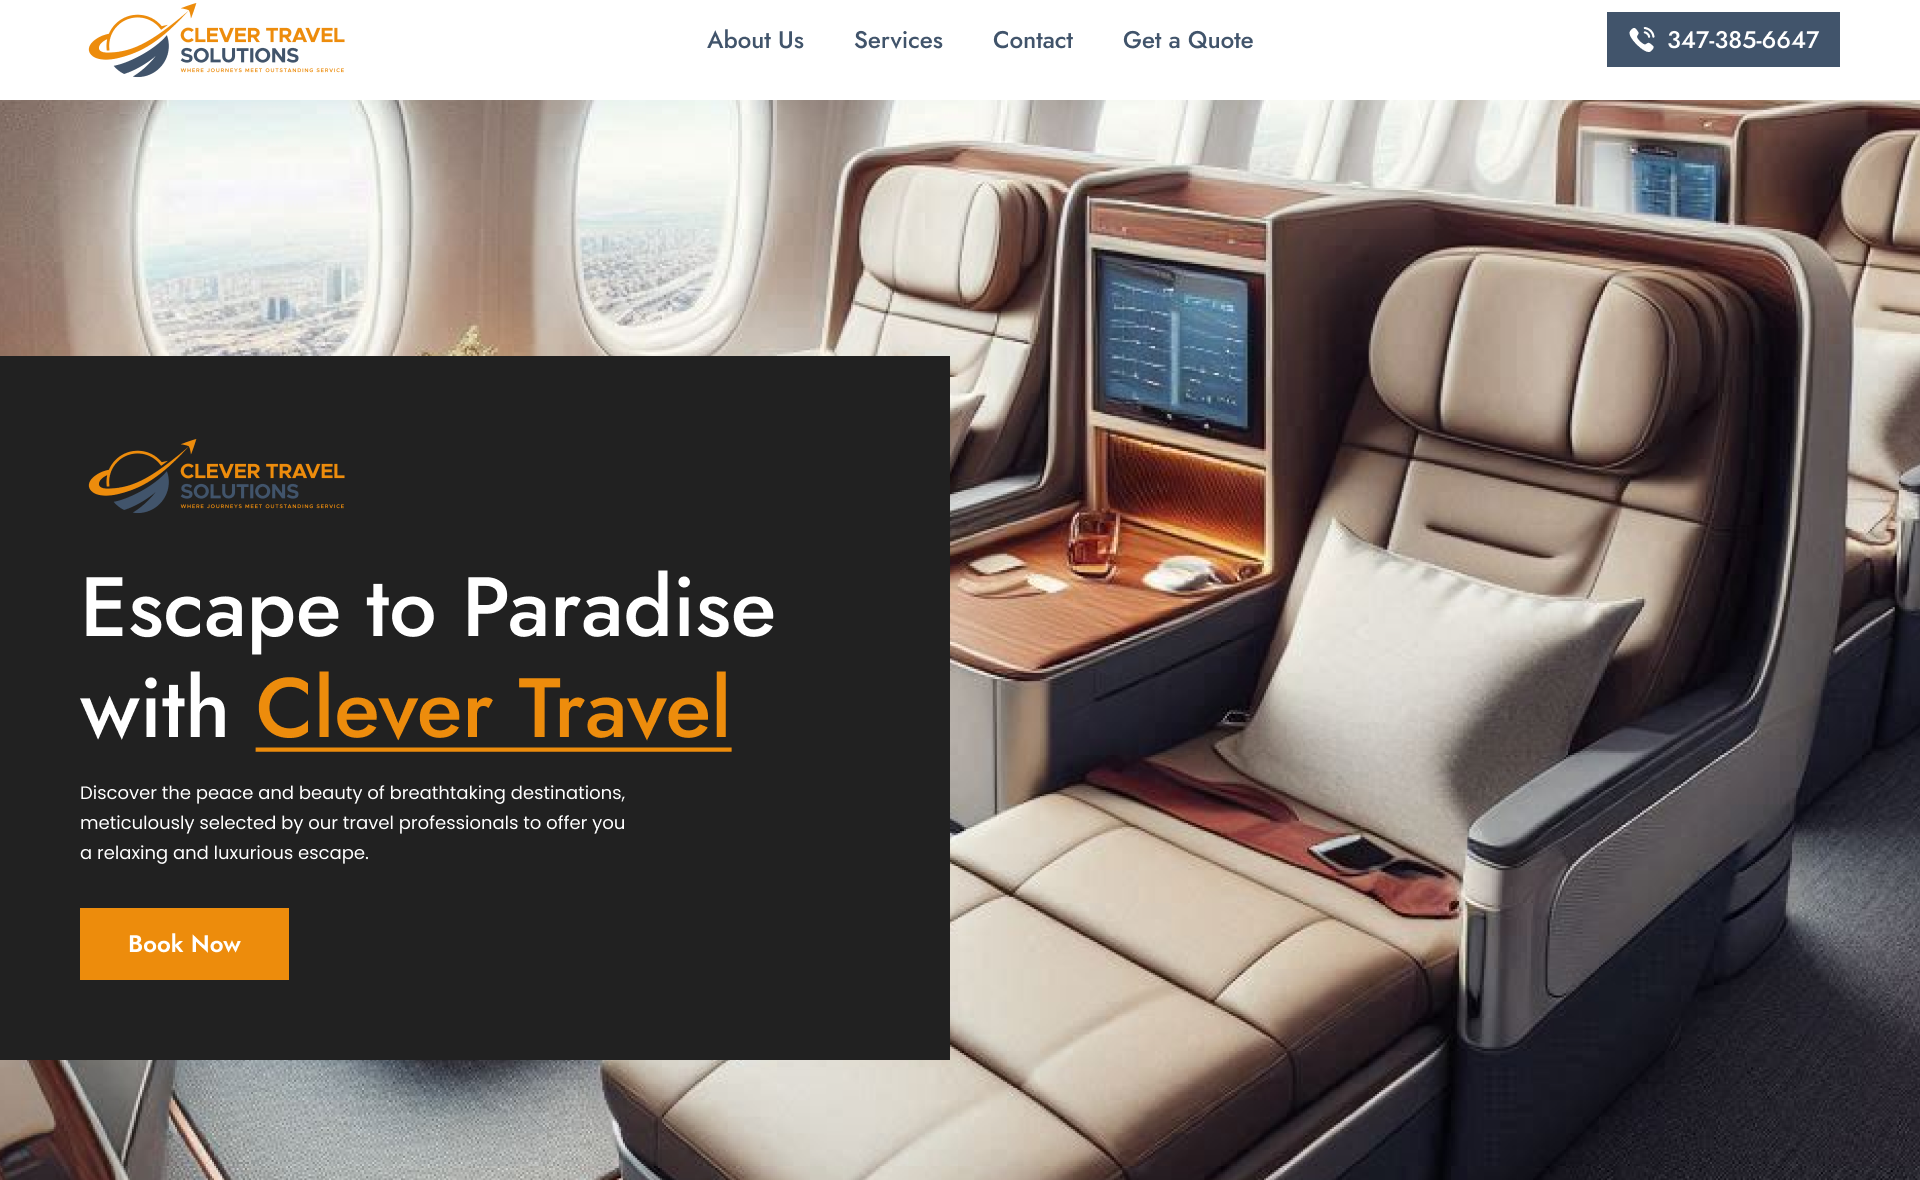 CLEVER TRAVEL
SOLUTIONS
WHERE JOURNEYS MEET OUTSTANDING SERVICE
About Us
Services
Contact
Get a Quote
347-385-6647
CLEVER TRAVEL
SOLUTIONS
WHERE JOURNEYS MEET OUTSTANDING SERVICE
Escape to Paradise
with Clever Travel
Discover the peace and beauty of breathtaking destinations,
meticulously selected by our travel professionals to offer you
a relaxing and luxurious escape.
Book Now